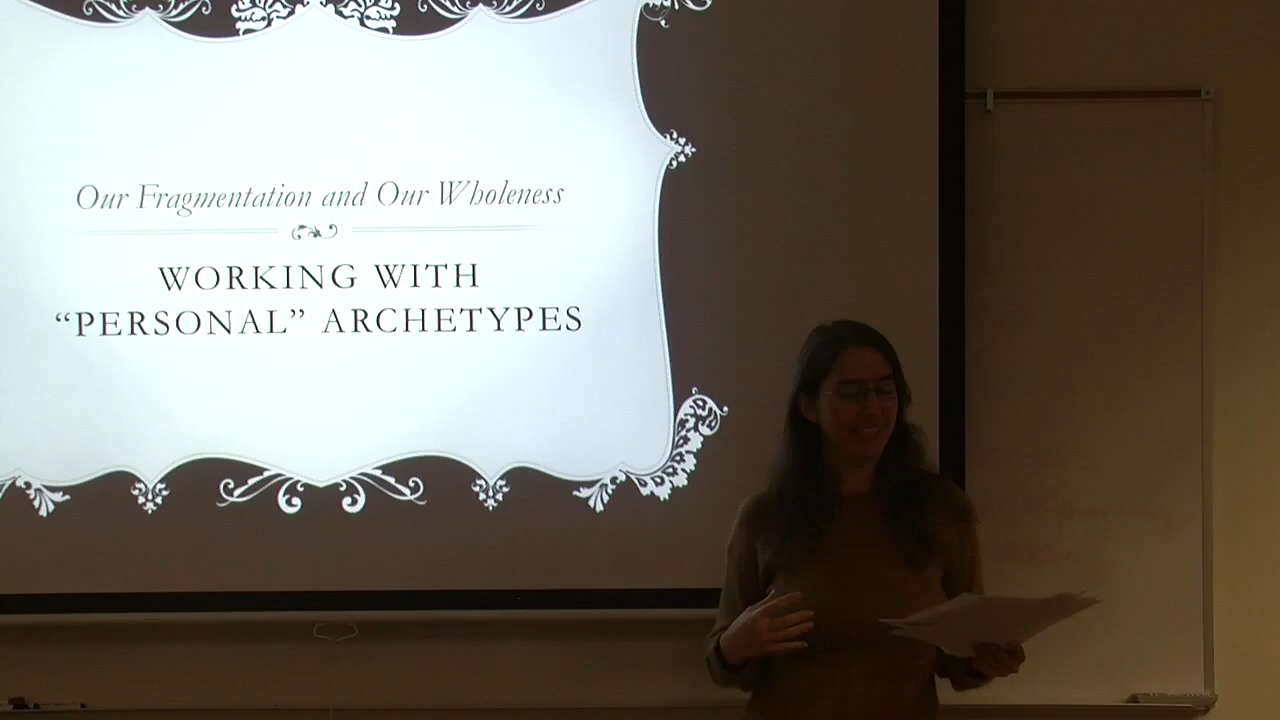 Our Fragmentation and Our Wholeness
WORKING WITH
“PERSONAL” ARCHETYPES